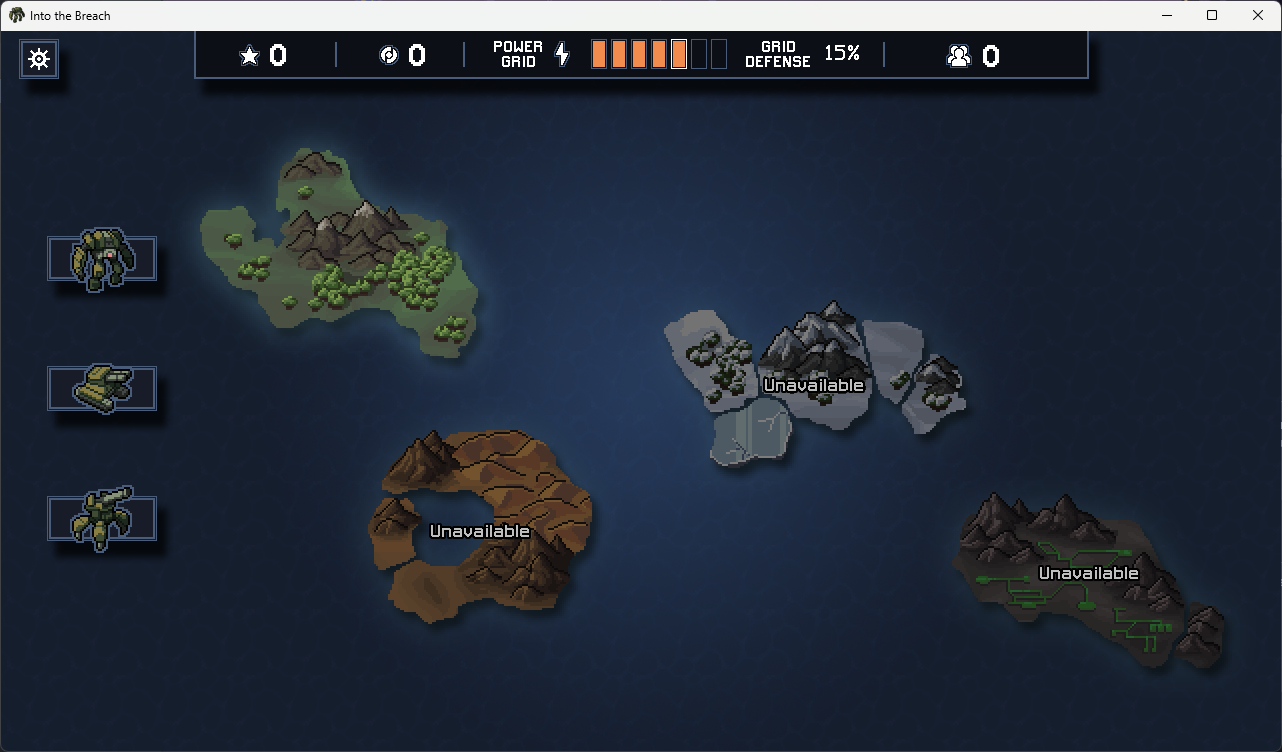 Into the Breach
0
0
POWER
GRID
GRID
DEFENSE
15%
0
Unavailable
Unavailable
Unavailable